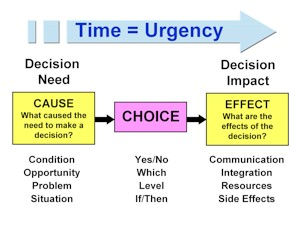 Time = Urgency
Decision
Need
Decision
Impact
CAUSE
What caused the
need to make a
decision?
CHOICE
EFFECT
What are the
effects of the
decision?
Condition
Opportunity
Problem
Situation
Yes/No
Which
Level
If/Then
Communication
Integration
Resources
Side Effects